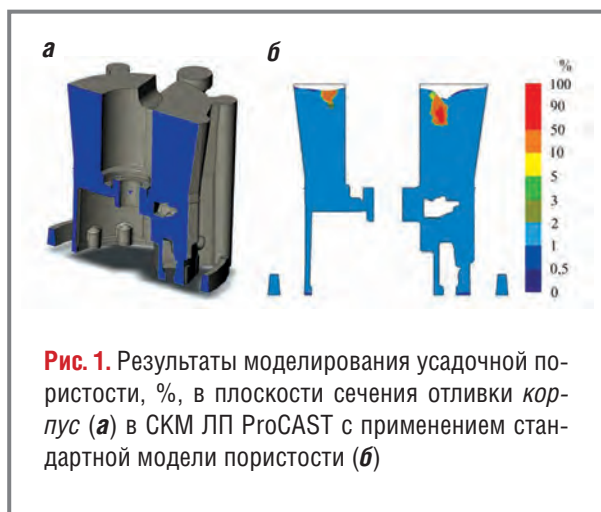 а
б
%
100
90
50
10
5
3
2
1
0,5
0
Рис. 1. Результаты моделирования усадочной по-
ристости, %, в плоскости сечения отливки кор-
пус (а) в СКМ ЛП ProCAST с применением стан-
дартной модели пористости (б)